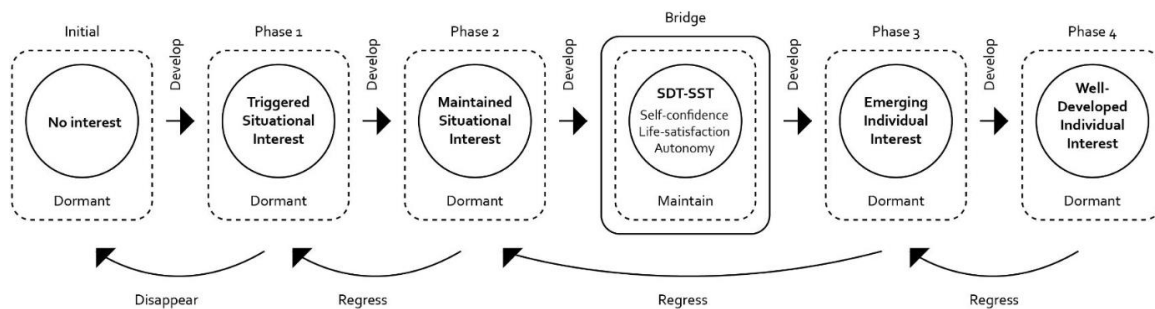 Initial
Develop
Phase 1
Develop
Phase 2
Develop
Bridge
Develop
Phase 3
Develop
Phase 4
No interest
Dormant
Triggered
Situational
Interest
Dormant
Maintained
Situational
Interest
Dormant
SDT-SST
Self-confidence
Life-satisfaction
Autonomy
Maintain
Emerging
Individual
Interest
Dormant
Well-
Developed
Individual
Interest
Dormant
Disappear
Regress
Regress
Regress